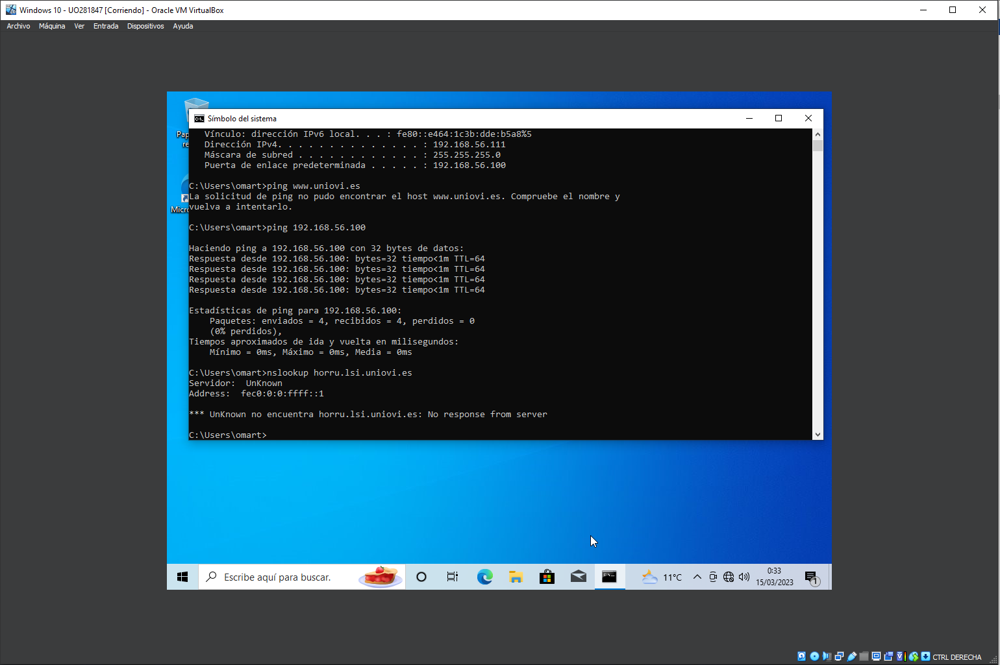 Windows 10 - UO281847 [Corriendo] - Oracle VM VirtualBox
Archivo Máquina Ver Entrada Dispositivos Ayuda
Símbolo del sistema
Vínculo: dirección IPv6 local. . . : fe80::e464:1c3b:dde:b5a8%5
Dirección IPv4. . . . . . . . . . . . . . : 192.168.56.111
Máscara de subred . . . . . . . . . . . . : 255.255.255.0
Puerta de enlace predeterminada . . . . . : 192.168.56.100
C:\Users\omart>ping www.uniovi.es
La solicitud de ping no pudo encontrar el host www.uniovi.es. Compruebe el nombre y
vuelva a intentarlo.
C:\Users\omart>ping 192.168.56.100
Haciendo ping a 192.168.56.100 con 32 bytes de datos:
Respuesta desde 192.168.56.100: bytes=32 tiempo<1m TTL=64
Respuesta desde 192.168.56.100: bytes=32 tiempo<1m TTL=64
Respuesta desde 192.168.56.100: bytes=32 tiempo<1m TTL=64
Respuesta desde 192.168.56.100: bytes=32 tiempo<1m TTL=64
Estadísticas de ping para 192.168.56.100:
Paquetes: enviados = 4, recibidos = 4, perdidos = 0
(0% perdidos),
Tiempos aproximados de ida y vuelta en milisegundos:
Mínimo = 0ms, Máximo = 0ms, Media = 0ms
C:\Users\omart>nslookup horru.lsi.uniovi.es
Servidor:  UnKnown
Address:  fec0:0:0:ffff::1
*** UnKnown no encuentra horru.lsi.uniovi.es: No response from server
C:\Users\omart>
Pap
re
Micro
Escribe aquí para buscar.
11°C
0:33
15/03/2023
1
CTRL DERECHA